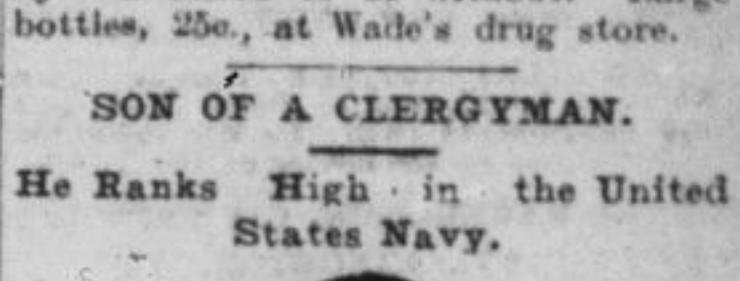 bottles, 25c., at Wade's drug store.
SON OF A CLERGYMAN.
He Ranks High in the United
States Navy.